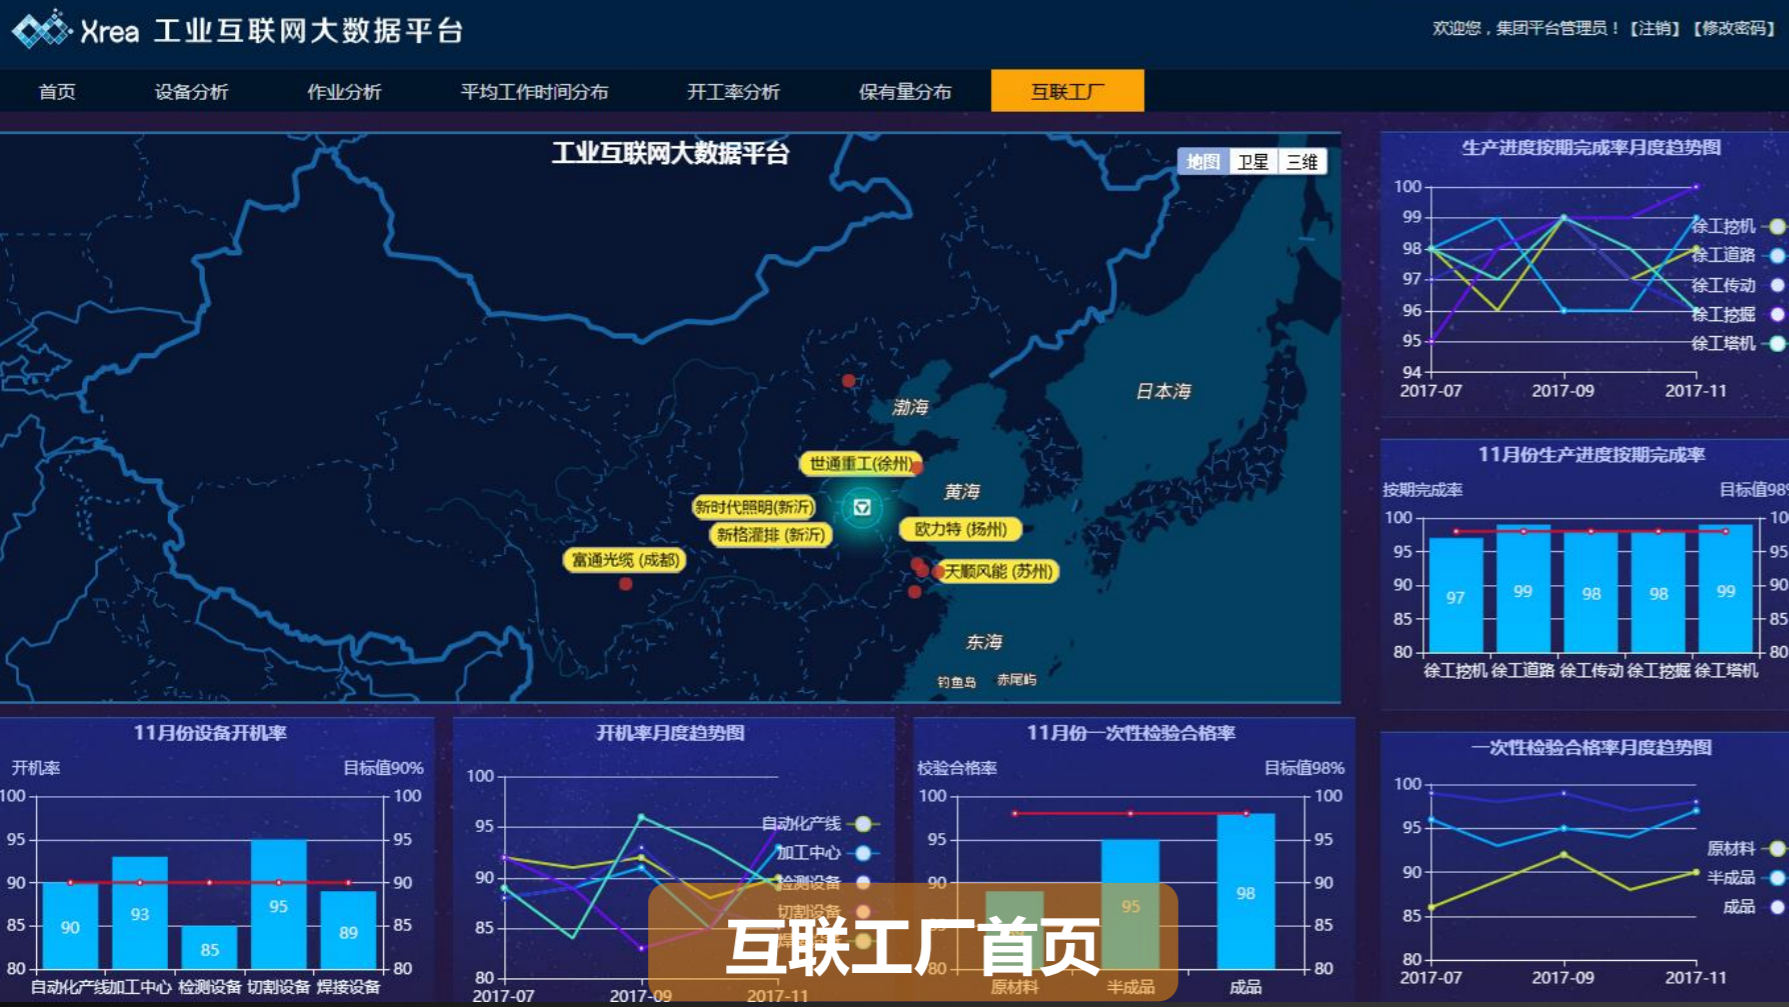 Xrea 工业互联网大数据平台
欢迎您，集团平台管理员！【注销】【修改密码】
首页 设备分析 作业分析 平均工作时间分布 开工率分析 保有量分布 互联工厂
工业互联网大数据平台
地图 卫星 三维
日本海
渤海
世通重工(徐州)
黄海
新时代照明(新沂)
欧力特 (扬州)
新格灌排 (新沂)
富通光缆 (成都)
天顺风能 (苏州)
东海
钓鱼岛 赤尾屿
生产进度按期完成率月度趋势图
100
99
98
97
96
95
94
2017-07 2017-09 2017-11
徐工挖机
徐工道路
徐工传动
徐工挖掘
徐工塔机
11月份生产进度按期完成率
按期完成率 目标值98%
100 10
95 95
90 90
85 85
80 80
97 99 98 98 99
徐工挖机 徐工道路 徐工传动 徐工挖掘 徐工塔机
11月份设备开机率
开机率 目标值90%
100 100
95 95
90 90
85 85
80 80
90 93 85 95 89
自动化产线 加工中心 检测设备 切割设备 焊接设备
开机率月度趋势图
100
95
90
85
80
2017-07 2017-09 2017-11
自动化产线
加工中心
检测设备
切割设备
11月份一次性检验合格率
校验合格率 目标值98%
100 100
95 95
90 90
85 85
80 80
95 98
原材料 半成品 成品
一次性检验合格率月度趋势图
100
95
90
85
80
2017-07 2017-09 2017-11
原材料
半成品
成品
互联工厂首页